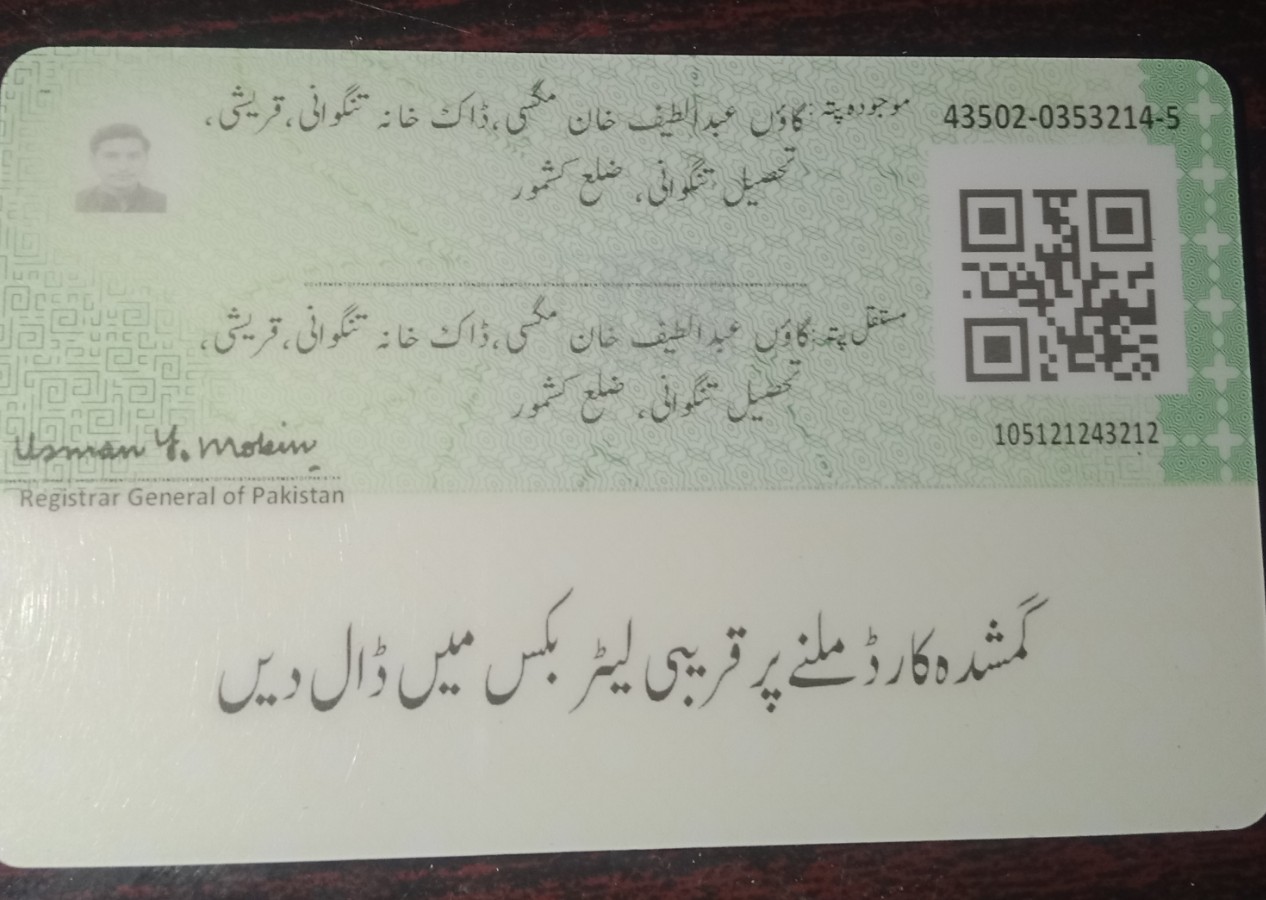 43502-0353214-5
موجودہ پتہ: گاؤں عبدالطیف خان مگسی، ڈاک خانہ تنگوانی، قریشی،
تحصیل تنگوانی، ضلع کشمور
مستقل پتہ: گاؤں عبدالطیف خان مگسی، ڈاک خانہ تنگوانی، قریشی،
تحصیل تنگوانی، ضلع کشمور
105121243212
Usman Y. Mobin
Registrar General of Pakistan
گمشدہ کارڈ ملنے پر قریبی لیٹر بکس میں ڈال دیں